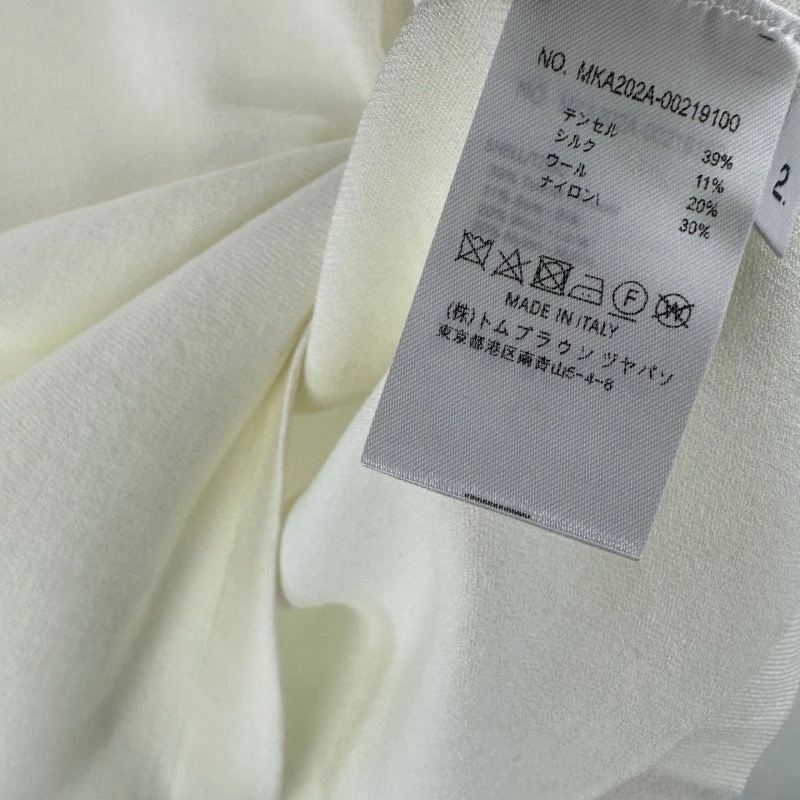 NO. MKA202A-00219100
テンセル 39%
シルク 11%
ウール 20%
ナイロン 30%
F W
MADE IN ITALY
(株)トム ブラウン ヅヤパソ
東京都港区南青山5-4-6
2.